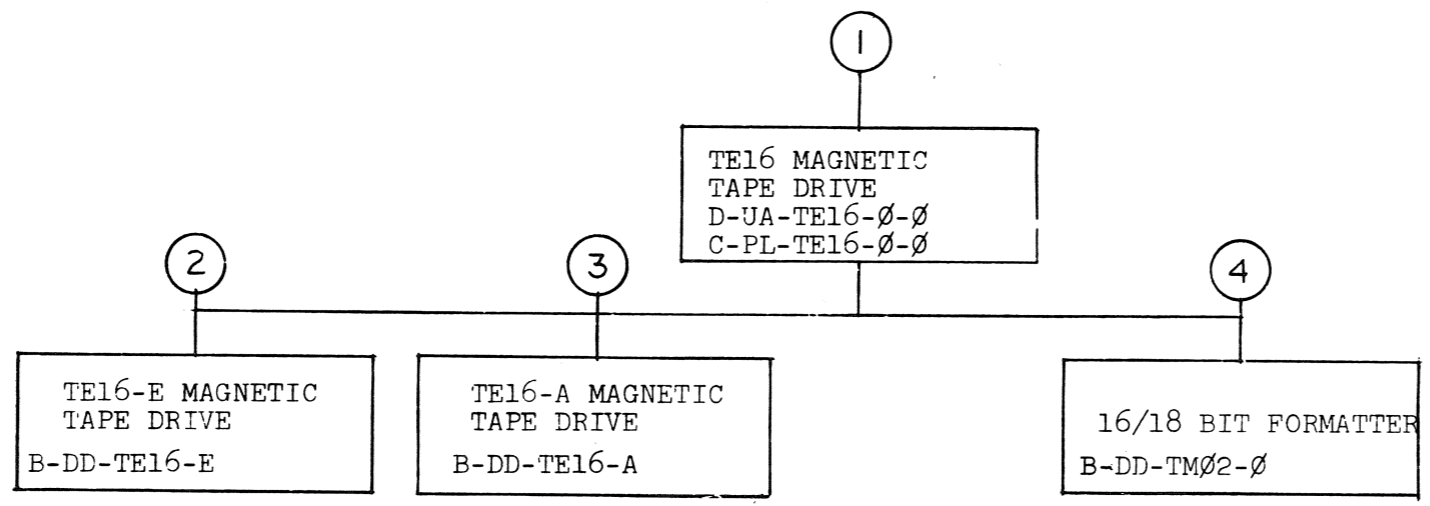 1
TE16 MAGNETIC
TAPE DRIVE
D-UA-TE16-Ø-Ø
C-PL-TE16-Ø-Ø
2
3
4
TE16-E MAGNETIC
TAPE DRIVE
B-DD-TE16-E
TE16-A MAGNETIC
TAPE DRIVE
B-DD-TE16-A
16/18 BIT FORMATTER
B-DD-TMØ2-Ø